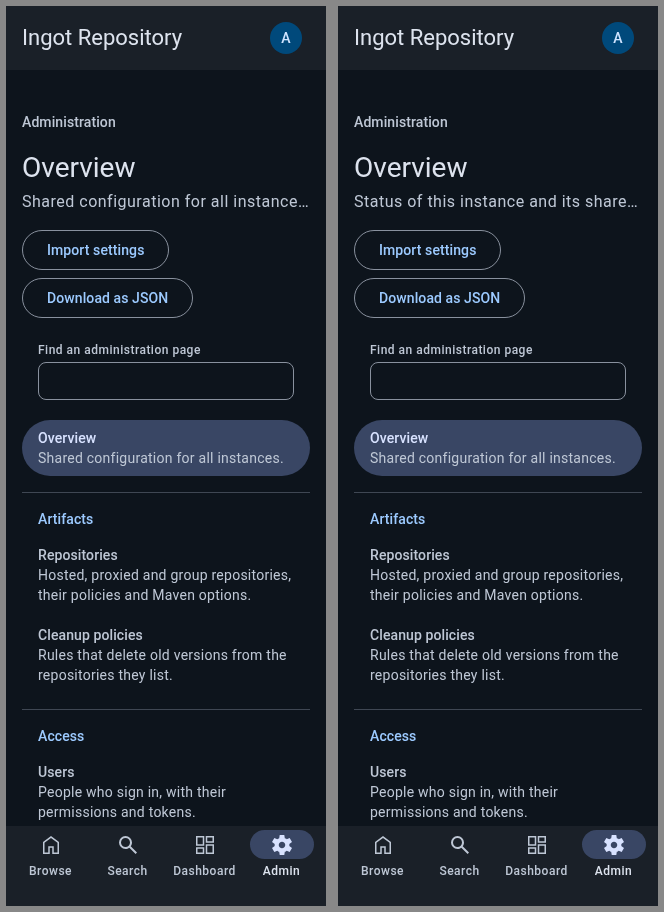 Ingot Repository
A
Administration
Overview
Shared configuration for all instance…
Import settings
Download as JSON
Find an administration page
Overview
Shared configuration for all instances.
Artifacts
Repositories
Hosted, proxied and group repositories,
their policies and Maven options.
Cleanup policies
Rules that delete old versions from the
repositories they list.
Access
Users
People who sign in, with their
permissions and tokens.
Browse
Search
Dashboard
Admin
Ingot Repository
A
Administration
Overview
Status of this instance and its share…
Import settings
Download as JSON
Find an administration page
Overview
Shared configuration for all instances.
Artifacts
Repositories
Hosted, proxied and group repositories,
their policies and Maven options.
Cleanup policies
Rules that delete old versions from the
repositories they list.
Access
Users
People who sign in, with their
permissions and tokens.
Browse
Search
Dashboard
Admin